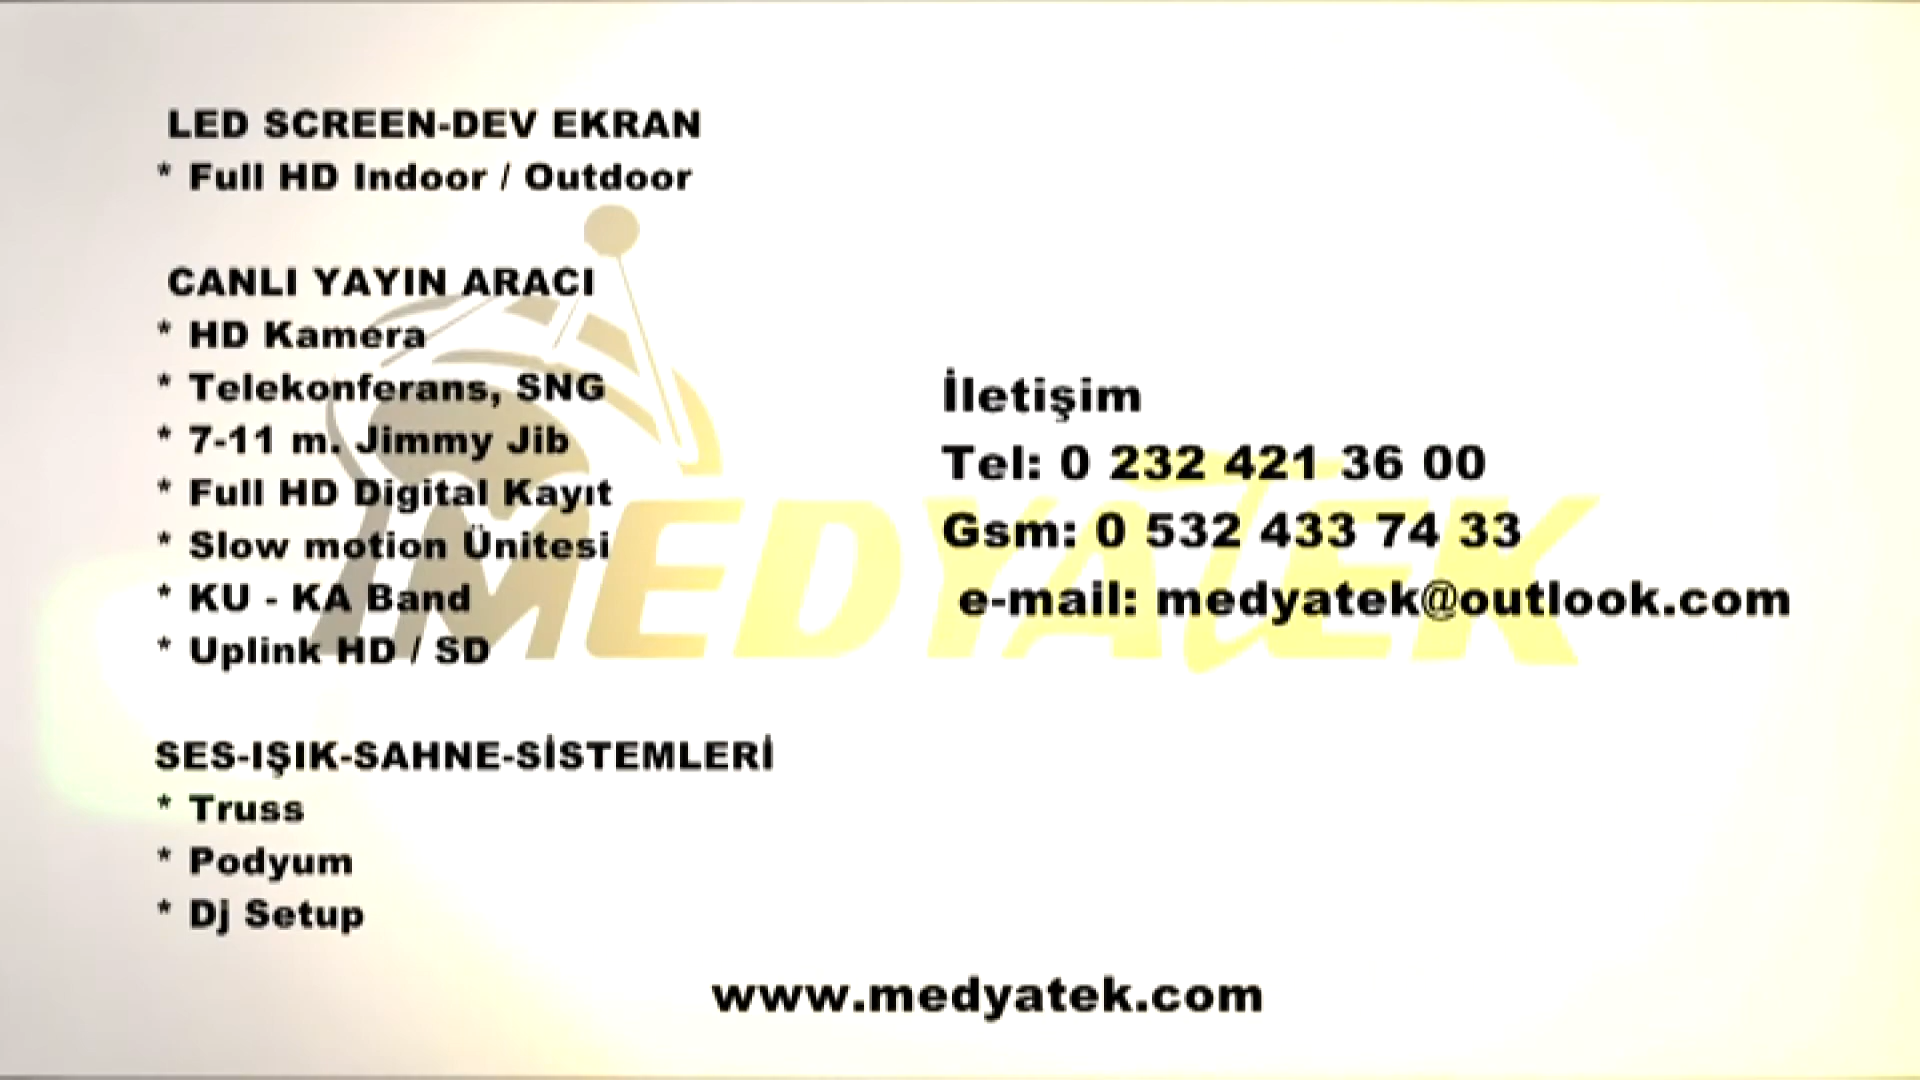 LED SCREEN-DEV EKRAN
* Full HD Indoor / Outdoor
CANLI YAYIN ARACI
* HD Kamera
* Telekonferans, SNG
* 7-11 m. Jimmy Jib
* Full HD Digital Kayıt
* Slow motion Ünitesi
* KU - KA Band
* Uplink HD / SD
SES-IŞIK-SAHNE-SİSTEMLERİ
* Truss
* Podyum
* Dj Setup
İletişim
Tel: 0 232 421 36 00
Gsm: 0 532 433 74 33
e-mail: medyatek@outlook.com
MEDYATEK
www.medyatek.com